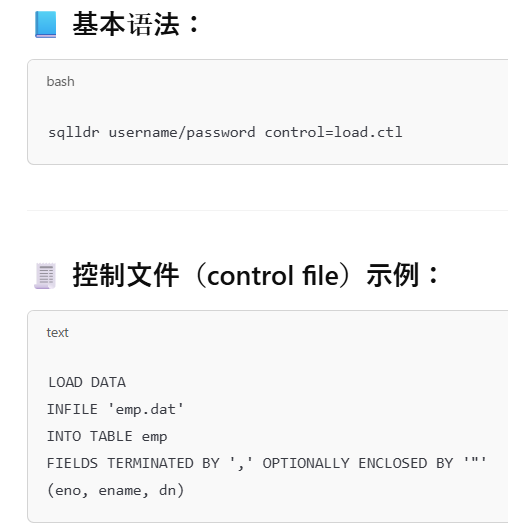 基本语法：
bash
sqlldr username/password control=load.ctl
控制文件（control file）示例：
text
LOAD DATA
INFILE 'emp.dat'
INTO TABLE emp
FIELDS TERMINATED BY ',' OPTIONALLY ENCLOSED BY '"'
(eno, ename, dn)